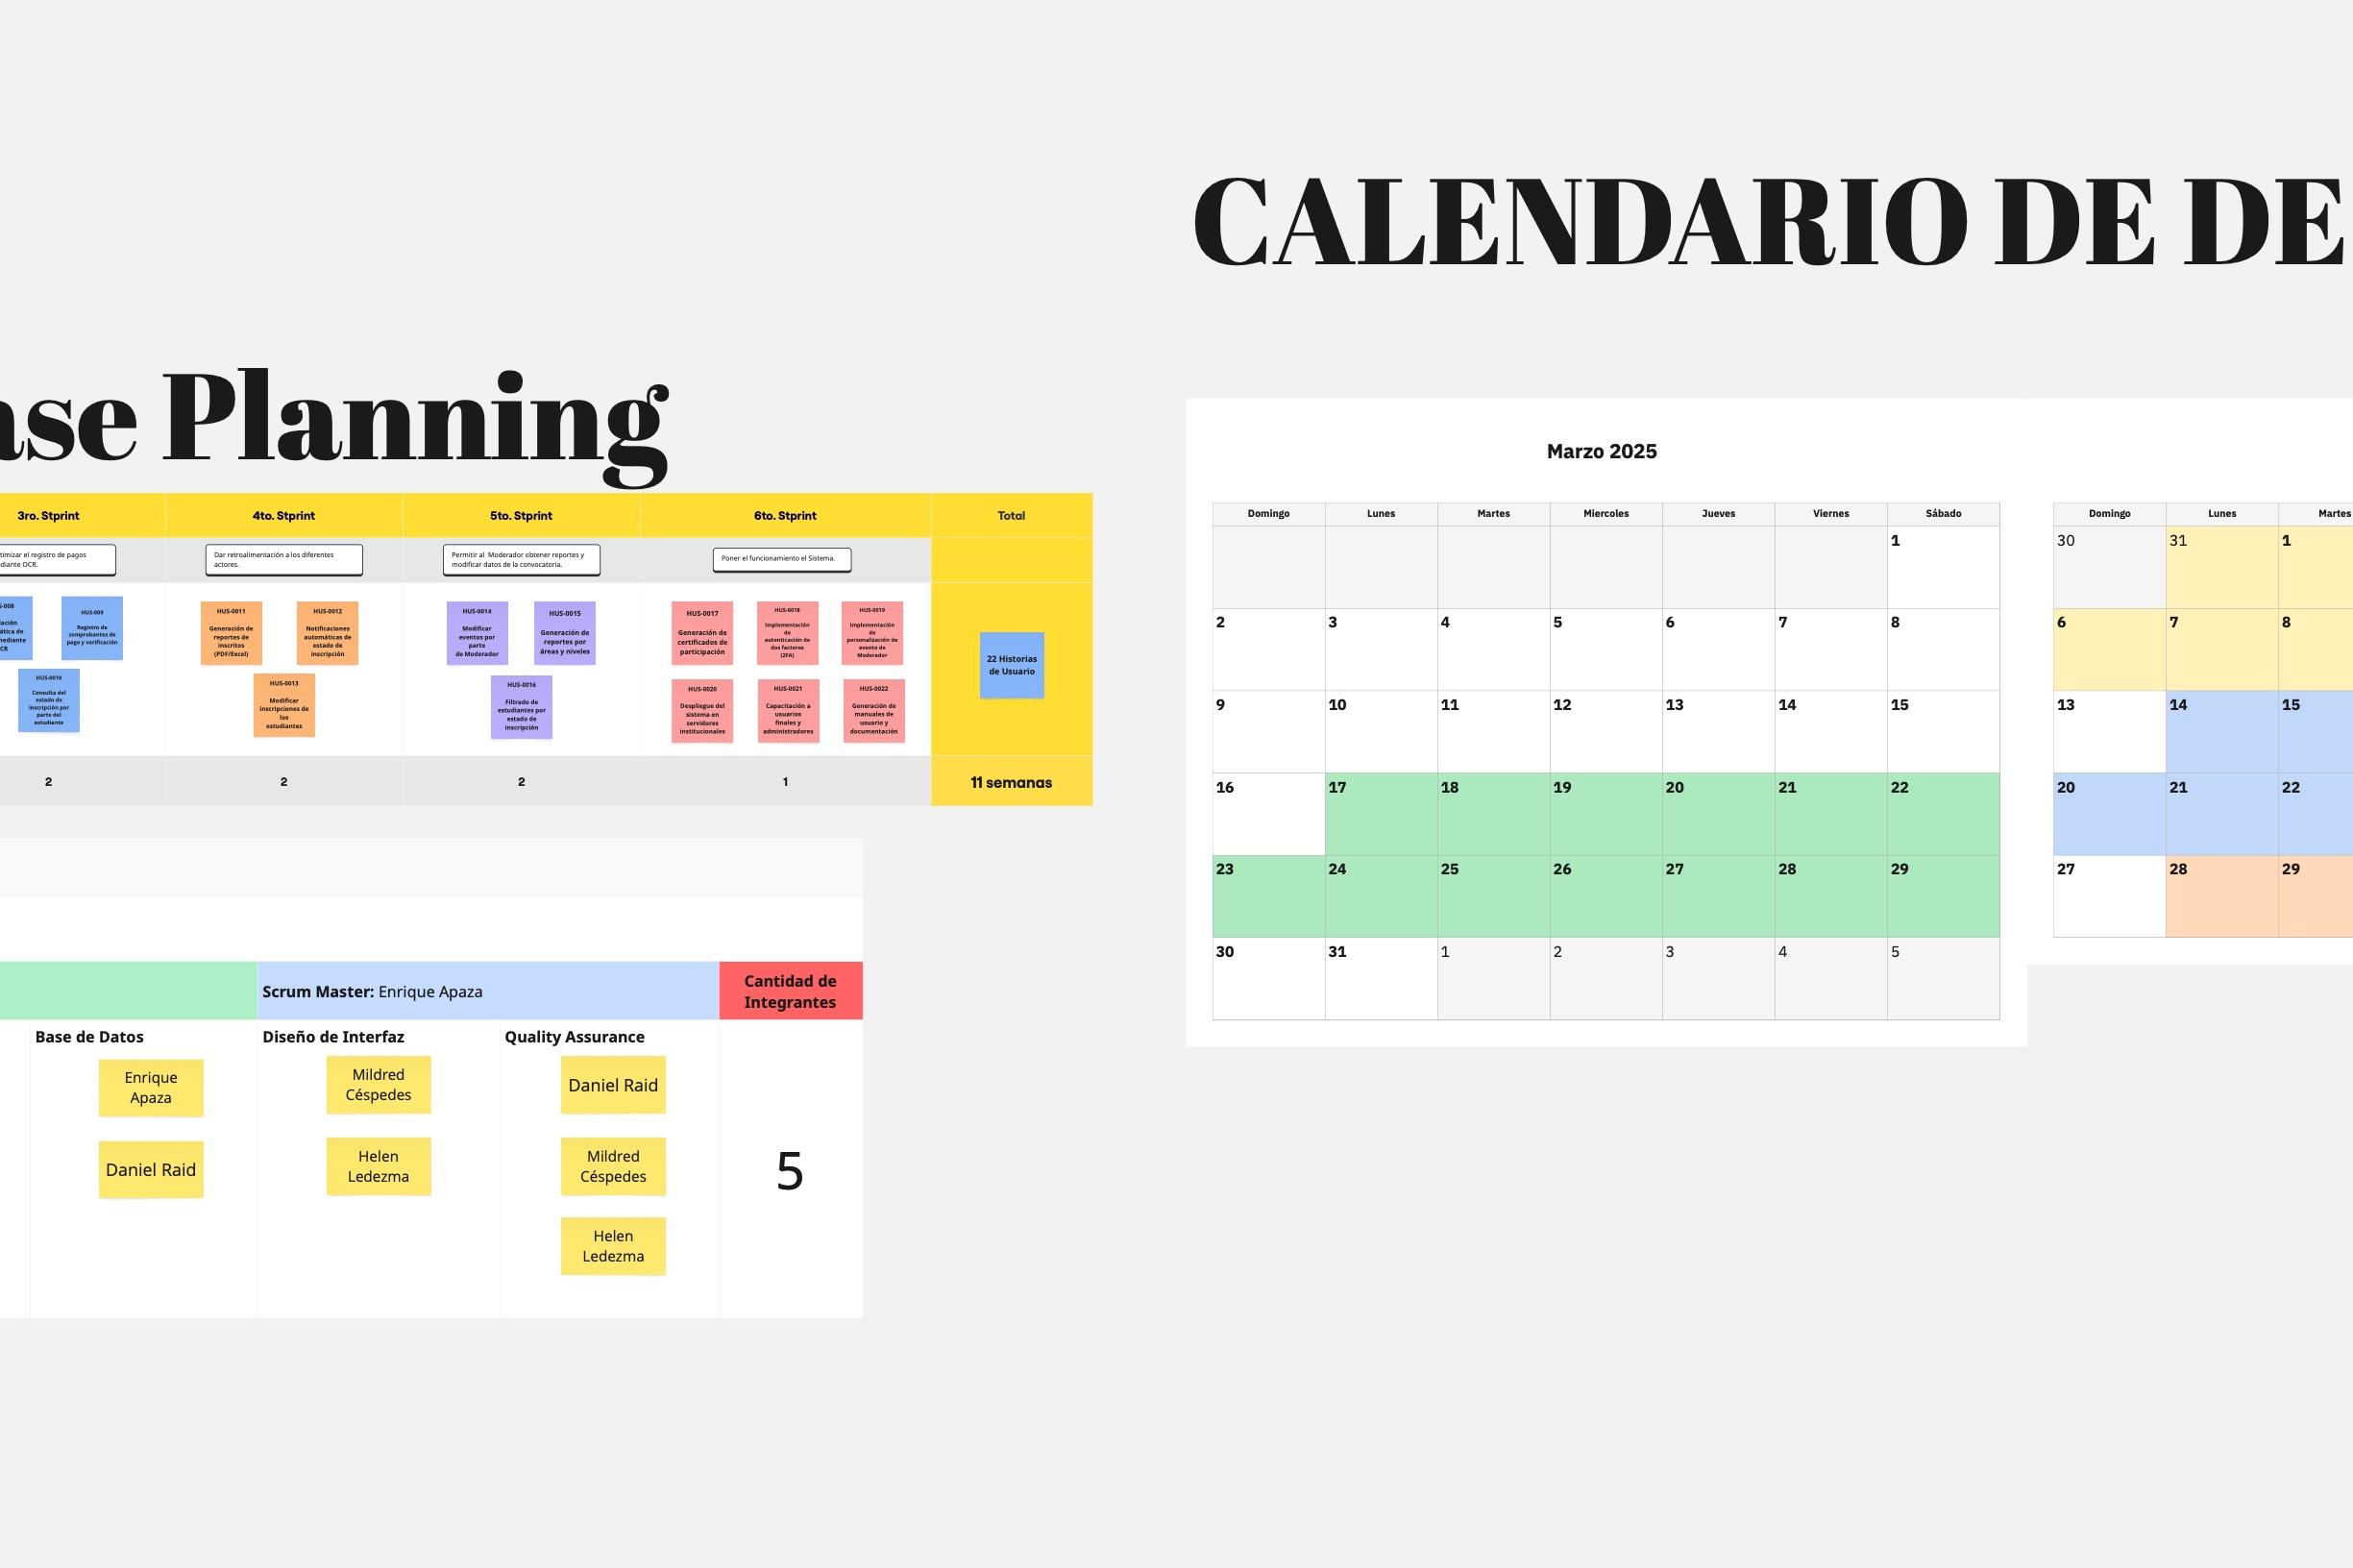 CALENDARIO DE DE
ase Planning
3ro. Stprint
4to. Stprint
5to. Stprint
6to. Stprint
Total
timizar el registro de pagos
ediante OCR.
Dar retroalimentación a los diferentes
actores.
Permitir al Moderador obtener reportes y
modificar datos de la convocatoria.
Poner el funcionamiento el Sistema.
S-008
lación
ática de
mediante
CR
HUS-009
Registro de
comprobantes de
pago y verificación
HUS-0010
Consulta del
estado de
inscripción por
parte del
estudiante
HUS-0011
Generación de
reportes de
inscritos
(PDF/Excel)
HUS-0012
Notificaciones
automáticas de
estado de
inscripción
HUS-0013
Modificar
inscripciones de
los
estudiantes
HUS-0014
Modificar
eventos por
parte
de Moderador
HUS-0015
Generación de
reportes por
áreas y niveles
HUS-0016
Filtrado de
estudiantes por
estado de
inscripción
HUS-0017
Generación de
certificados de
participación
HUS-0018
Implementación
de
autenticación de
dos factores
(2FA)
HUS-0019
Implementación
de
personalización de
evento de
Moderador
HUS-0020
Despliegue del
sistema en
servidores
institucionales
HUS-0021
Capacitación a
usuarios
finales y
administradores
HUS-0022
Generación de
manuales de
usuario y
documentación
22 Historias
de Usuario
2
2
2
1
11 semanas
Scrum Master: Enrique Apaza
Cantidad de
Integrantes
Base de Datos
Enrique
Apaza
Daniel Raid
Diseño de Interfaz
Mildred
Céspedes
Helen
Ledezma
Quality Assurance
Daniel Raid
Mildred
Céspedes
Helen
Ledezma
5
Marzo 2025
Domingo Lunes Martes Miercoles Jueves Viernes Sábado
1
2 3 4 5 6 7 8
9 10 11 12 13 14 15
16 17 18 19 20 21 22
23 24 25 26 27 28 29
30 31 1 2 3 4 5
Domingo Lunes Martes
30 31 1
6 7 8
13 14 15
20 21 22
27 28 29